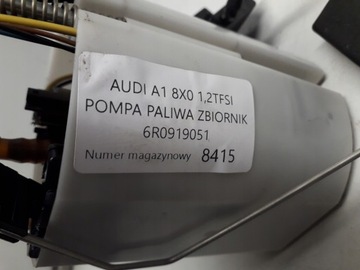 AUDI A1 8X0 1,2TFSI
POMPA PALIWA ZBIORNIK
6R0919051
Numer magazynowy 8415